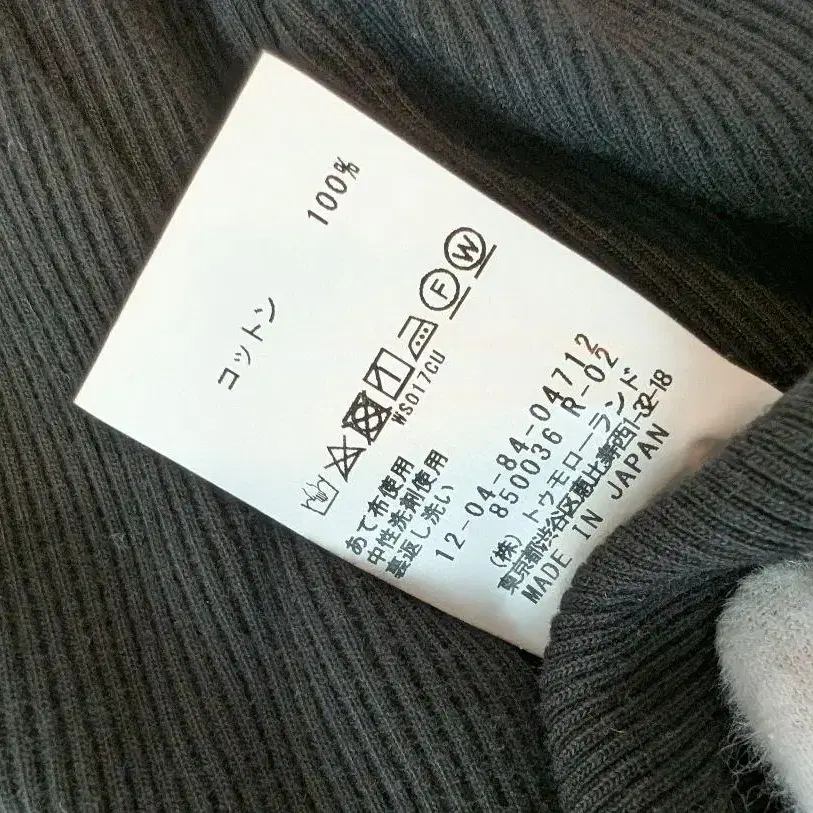 コットン 100%
F W
WS017CU
あて布使用
中性洗剤使用
裏返し洗い
12-04-84-04712
850036 R-02
(株) トゥモローランド
東京都渋谷区恵比寿西1-32-18
MADE IN JAPAN